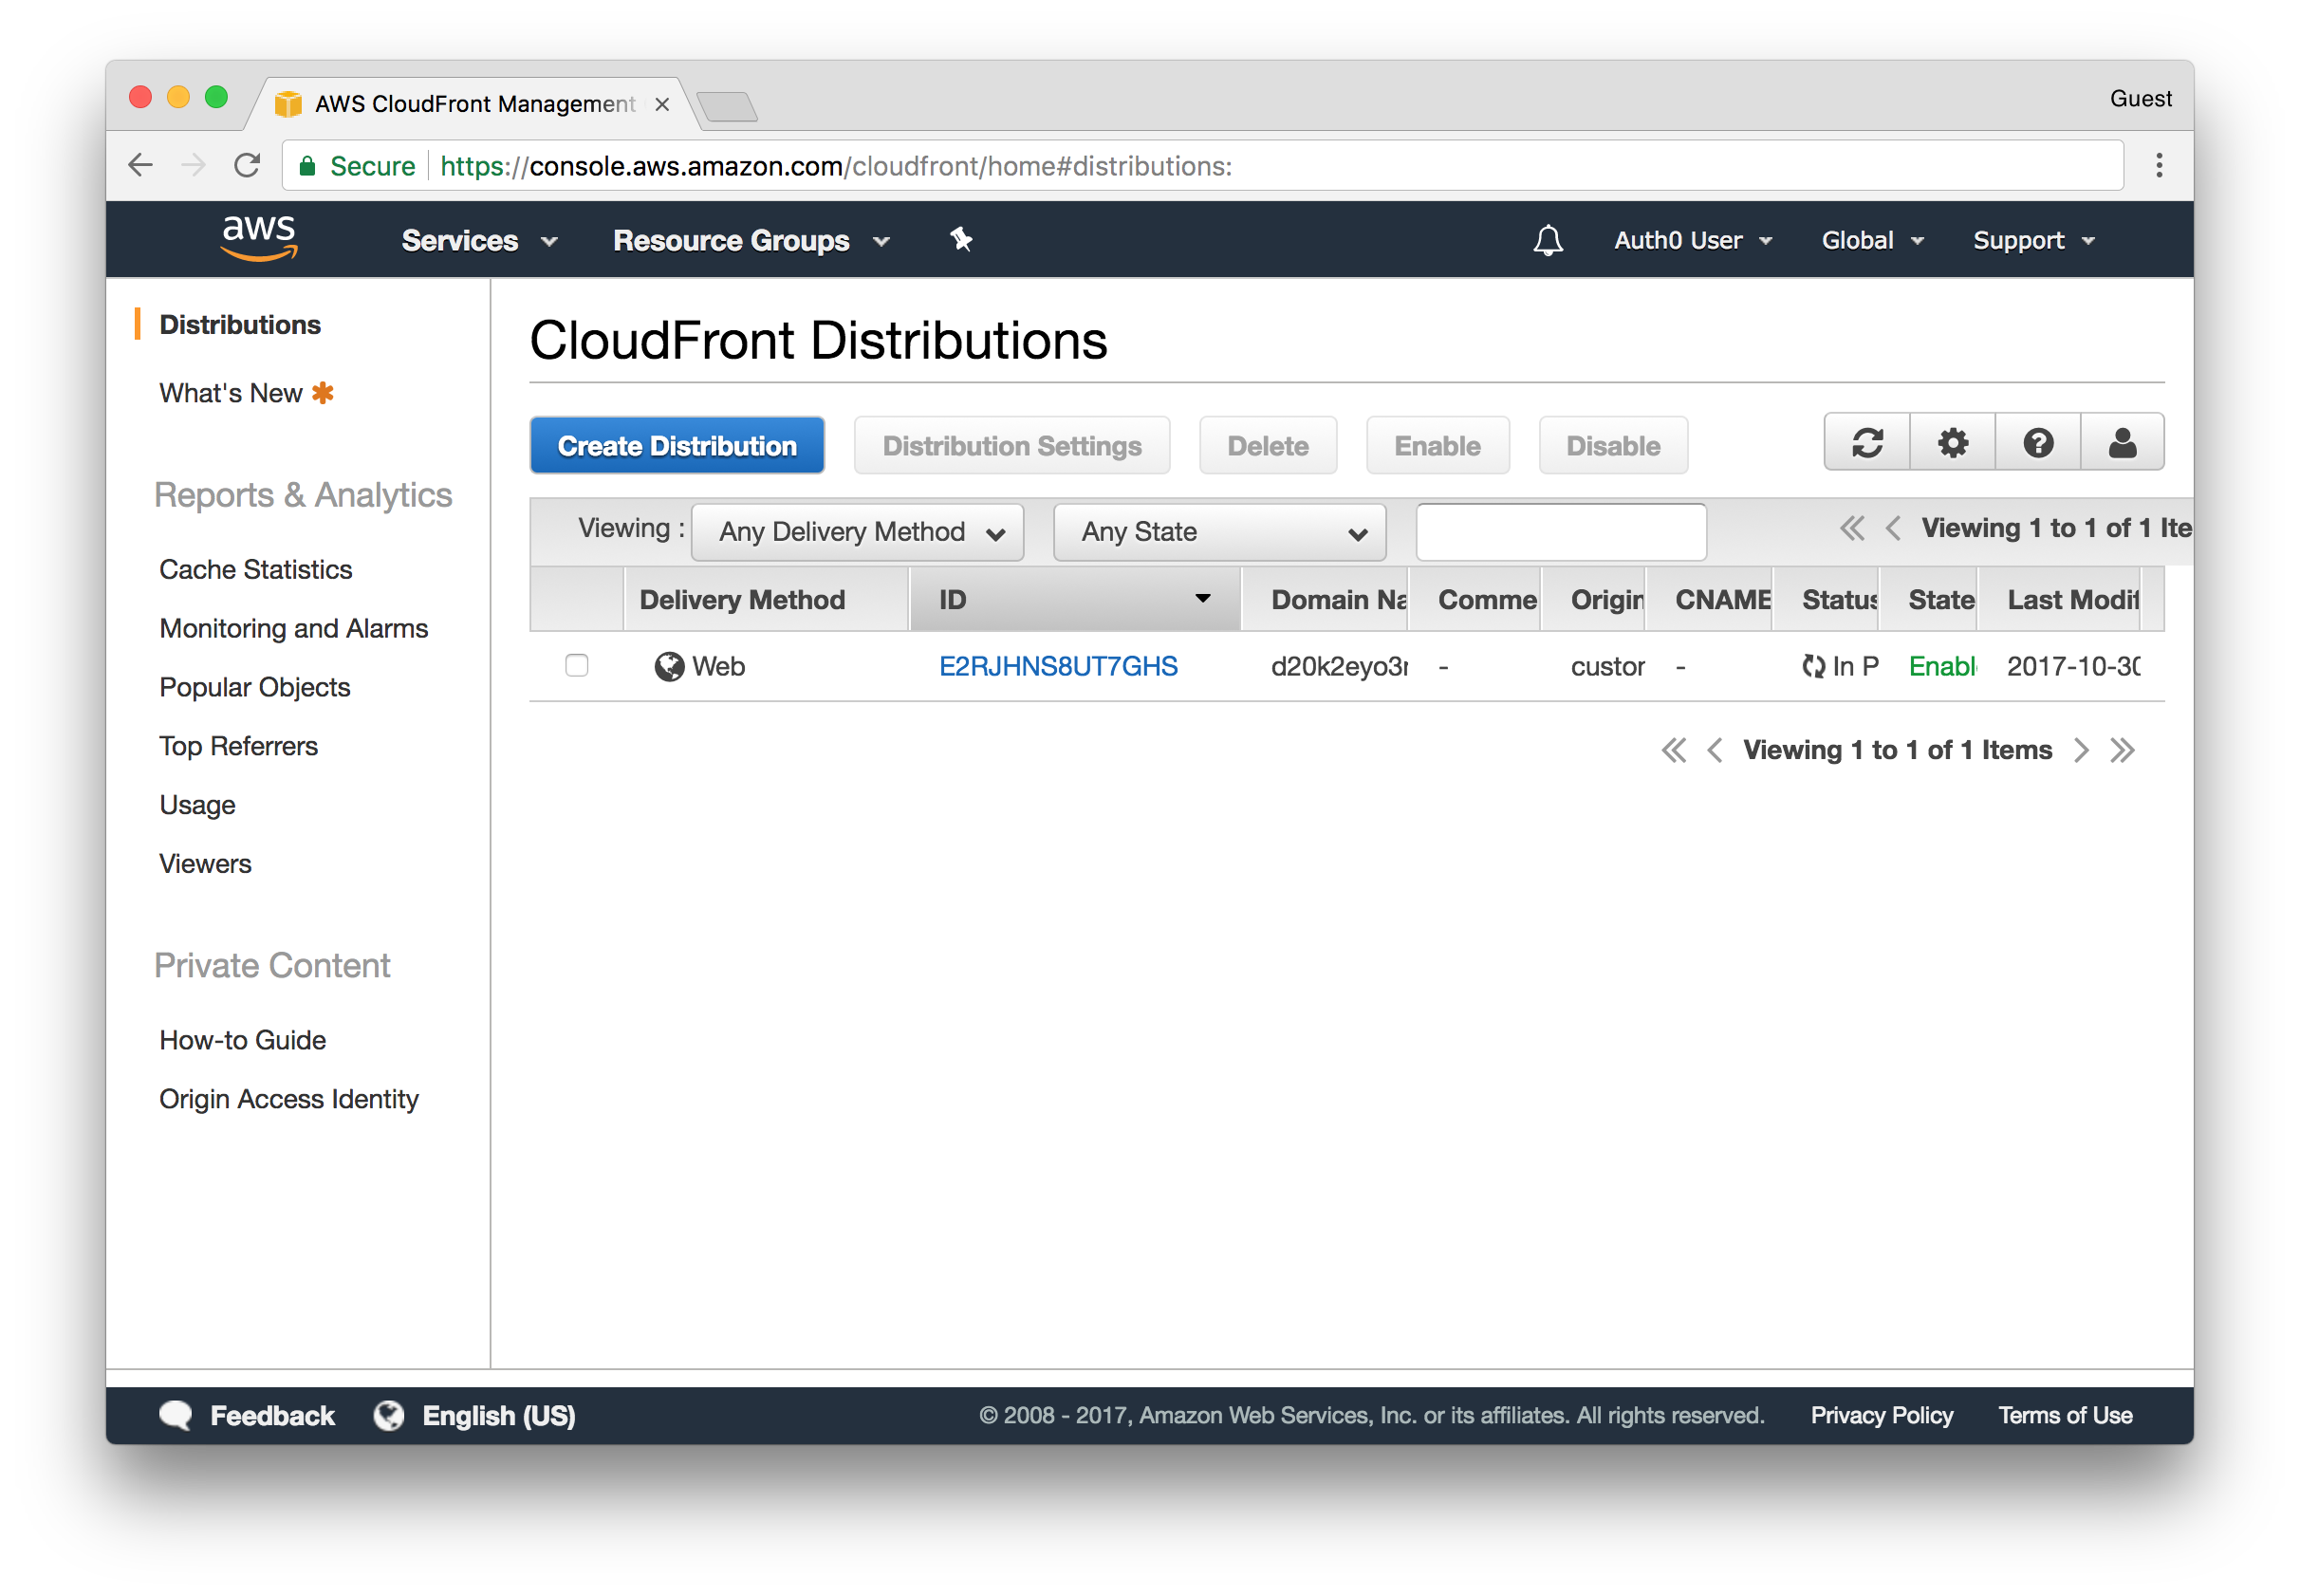 AWS CloudFront Management
Guest
Secure https://console.aws.amazon.com/cloudfront/home#distributions:
aws Services Resource Groups Auth0 User Global Support
Distributions
What's New
Reports & Analytics
Cache Statistics
Monitoring and Alarms
Popular Objects
Top Referrers
Usage
Viewers
Private Content
How-to Guide
Origin Access Identity
CloudFront Distributions
Create Distribution Distribution Settings Delete Enable Disable
Viewing : Any Delivery Method Any State Viewing 1 to 1 of 1 Ite
Delivery Method ID Domain Na Comme Origin CNAME Status State Last Modif
Web E2RJHNS8UT7GHS d20k2eyo3r - custor - In P Enabl 2017-10-30
Viewing 1 to 1 of 1 Items
Feedback English (US) © 2008 - 2017, Amazon Web Services, Inc. or its affiliates. All rights reserved. Privacy Policy Terms of Use